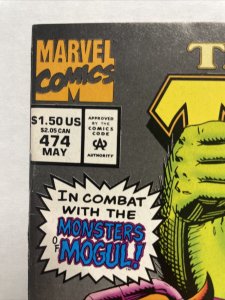 MARVEL
COMICS
M
$1.50 US
$2.05 CAN
474
MAY
APPROVED
BY THE
COMICS
CODE
CA
AUTHORITY
T
IN COMBAT
WITH THE
MONSTERS
OF MOGUL!